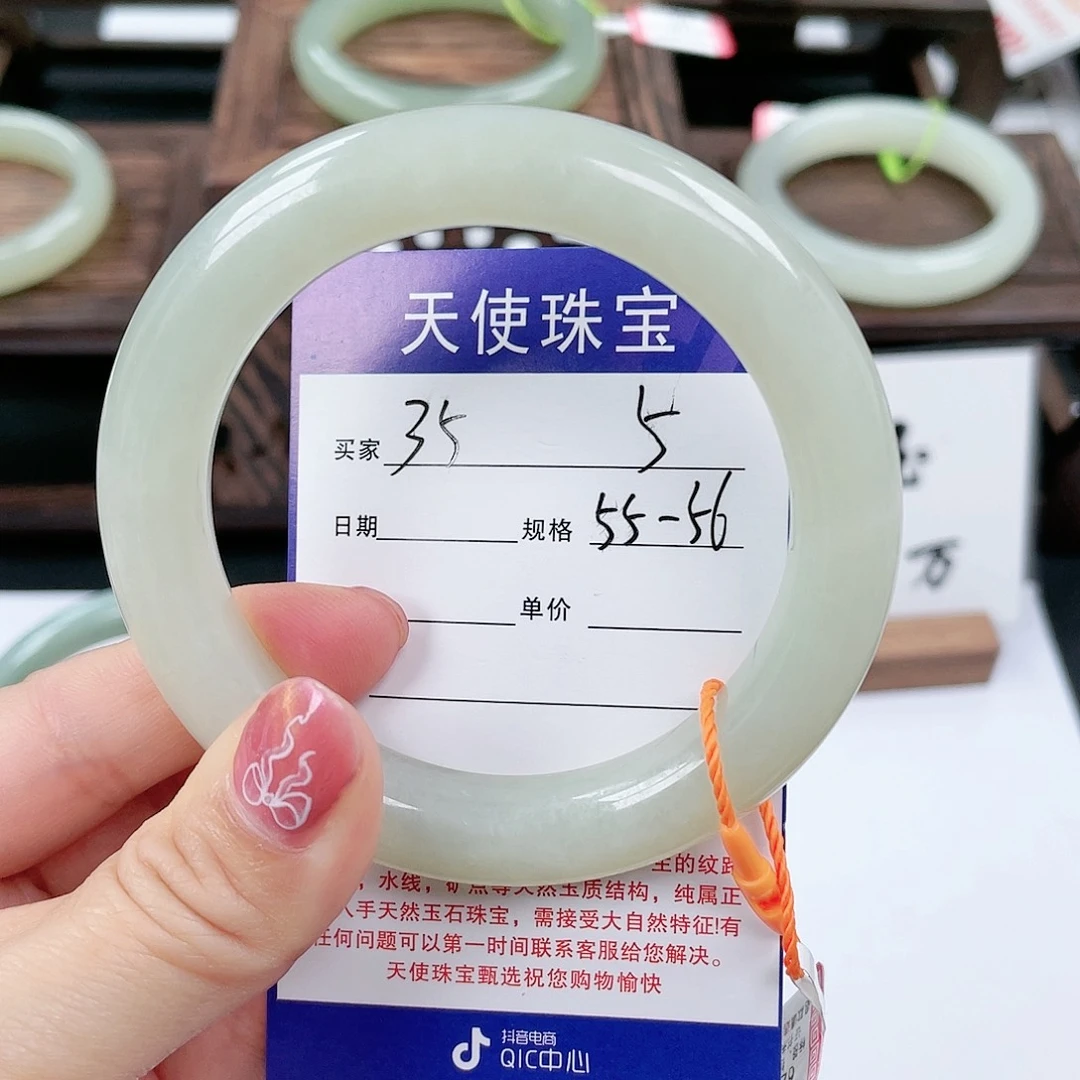 天使珠宝
买家 35 5
日期 规格 55-56
单价
生的纹路
水线，矿点等天然玉质结构，纯属正
手天然玉石珠宝，需接受大自然特征!有
任何问题可以第一时间联系客服给您解决。
天使珠宝甄选祝您购物愉快
抖音电商
QIC中心
万